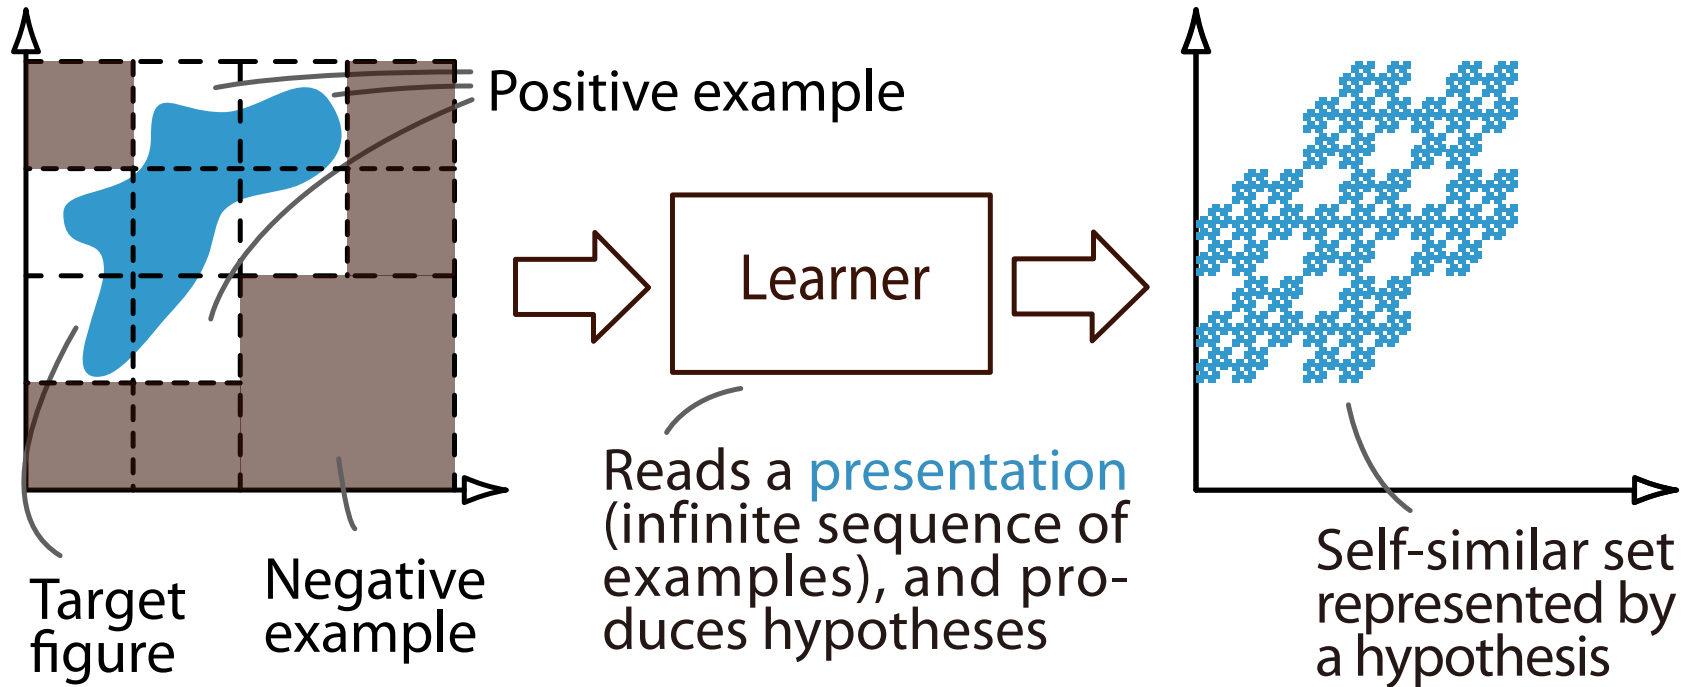 Positive example
Learner
Target
figure
Negative
example
Reads a presentation
(infinite sequence of
examples), and pro-
duces hypotheses
Self-similar set
represented by
a hypothesis